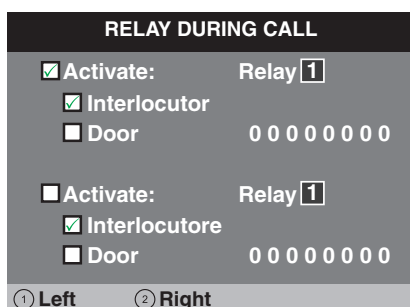 RELAY DURING CALL
Activate: Relay 1
Interlocutor
Door 0 0 0 0 0 0 0 0
Activate: Relay 1
Interlocutore
Door 0 0 0 0 0 0 0 0
1 Left 2 Right